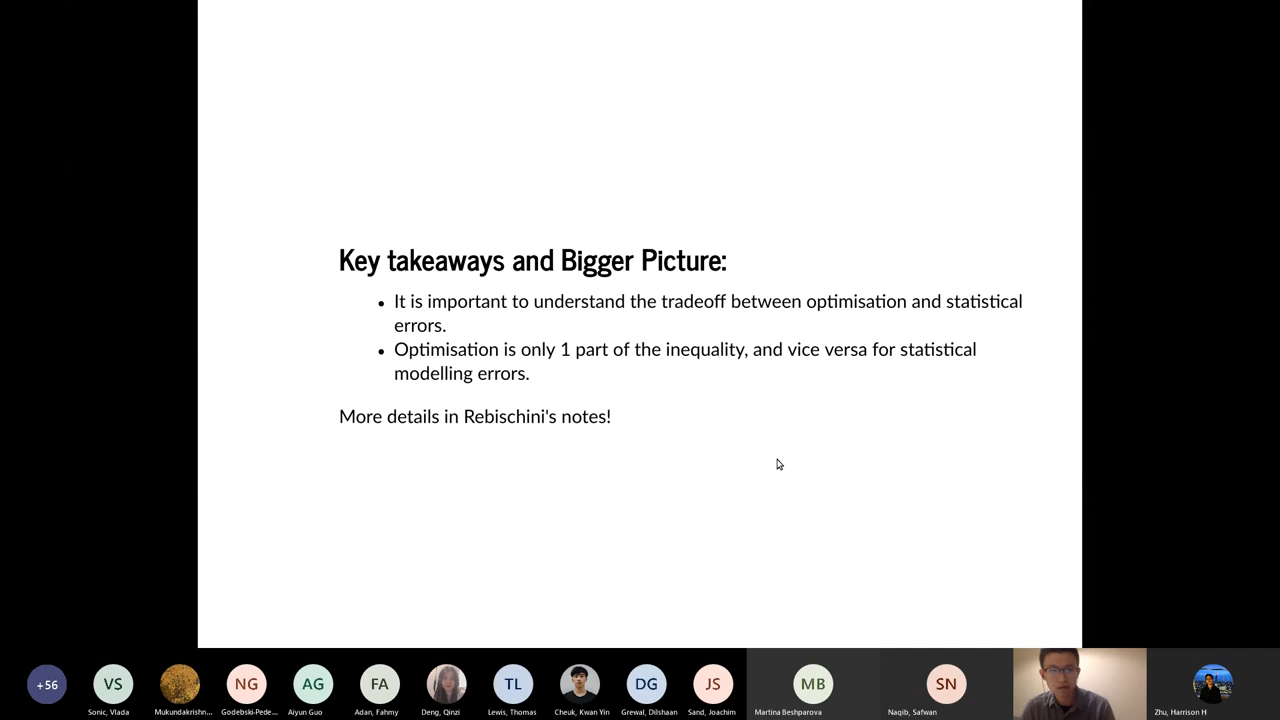 Key takeaways and Bigger Picture:
• It is important to understand the tradeoff between optimisation and statistical
errors.
• Optimisation is only 1 part of the inequality, and vice versa for statistical
modelling errors.
More details in Rebischini's notes!
+56
VS
NG
AG
FA
TL
DG
JS
MB
SN
Sonic, Vlada
Mukundakrishn...
Godebski-Pede...
Aiyun Guo
Adan, Fahmy
Deng, Qinzi
Lewis, Thomas
Cheuk, Kwan Yin
Grewal, Dilshaan
Sand, Joachim
Martina Beshparova
Naqib, Safwan
Zhu, Harrison H